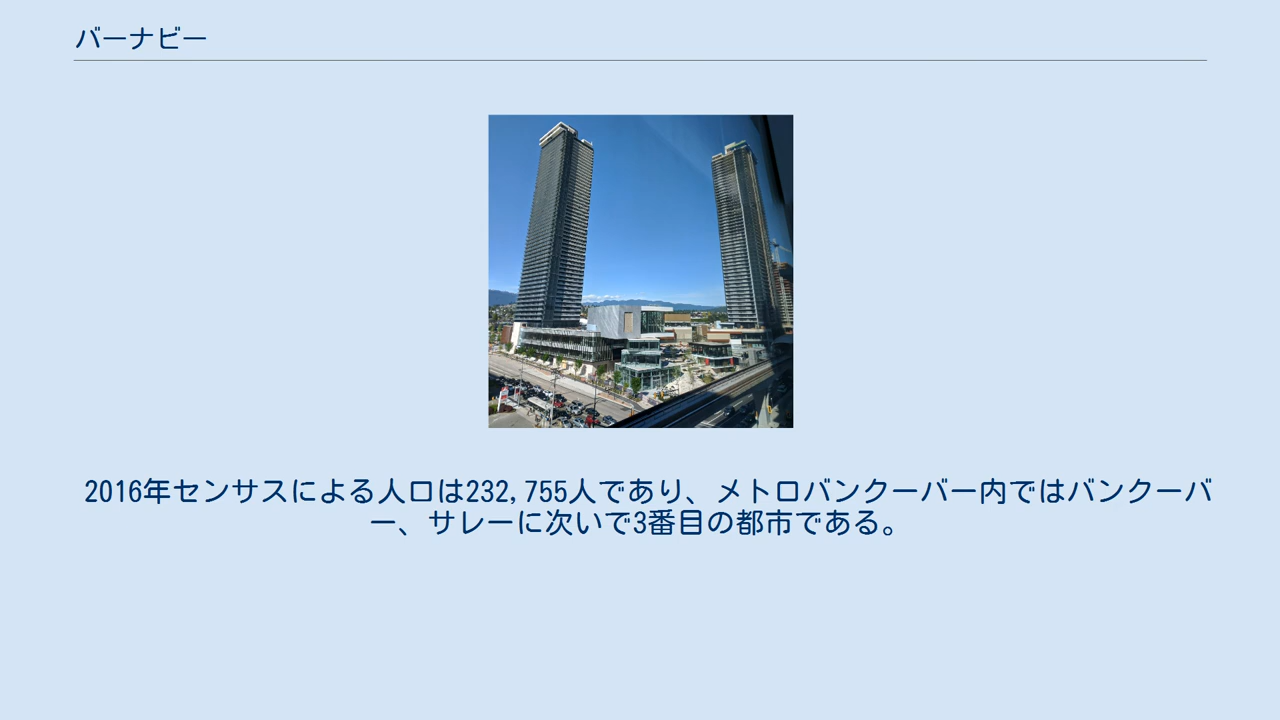 バーナビー
2016年センサスによる人口は232,755人であり、メトロバンクーバー内ではバンクーバ
ー、サレーに次いで3番目の都市である。